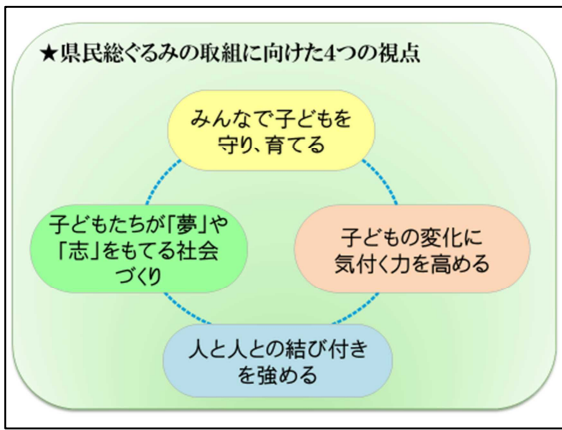 ★県民総ぐるみの取組に向けた4つの視点
みんなで子どもを
守り、育てる
子どもたちが「夢」や
「志」をもてる社会
づくり
子どもの変化に
気付く力を高める
人と人との結び付き
を強める